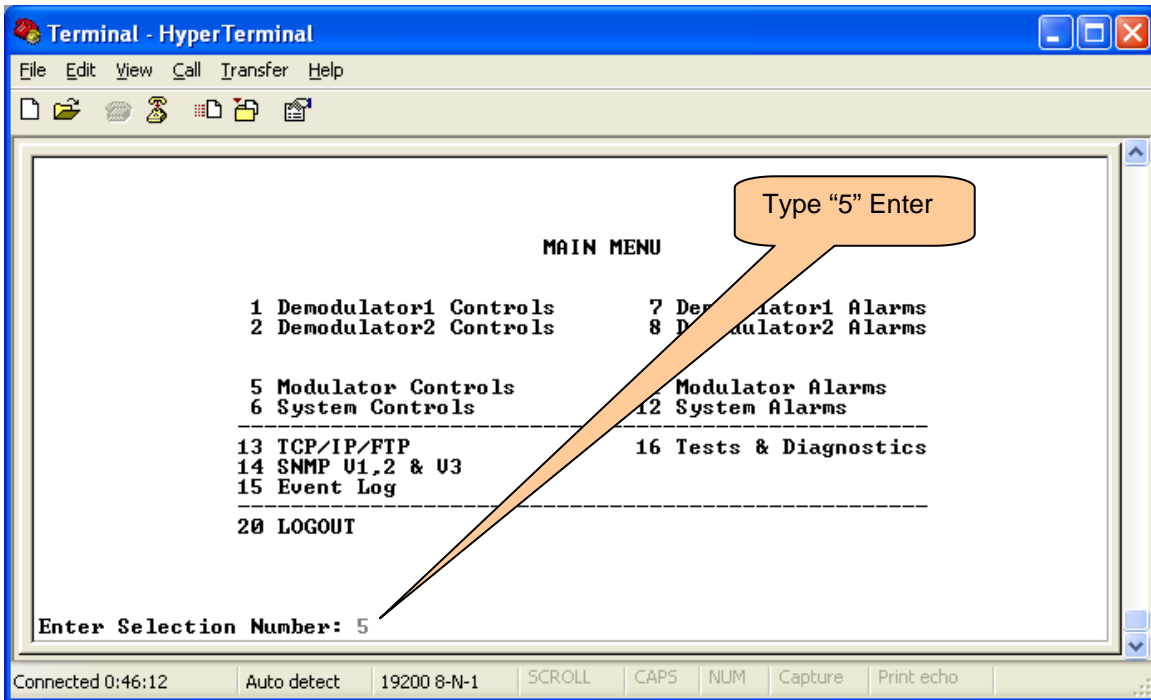 Terminal - HyperTerminal
File Edit View Call Transfer Help
Type “5” Enter
MAIN MENU
1 Demodulator1 Controls 7 Demodulator1 Alarms
2 Demodulator2 Controls 8 Demodulator2 Alarms
5 Modulator Controls Modulator Alarms
6 System Controls 12 System Alarms
13 TCP/IP/FTP 16 Tests & Diagnostics
14 SNMP V1,2 & V3
15 Event Log
20 LOGOUT
Enter Selection Number: 5
Connected 0:46:12 Auto detect 19200 8-N-1 SCROLL CAPS NUM Capture Print echo